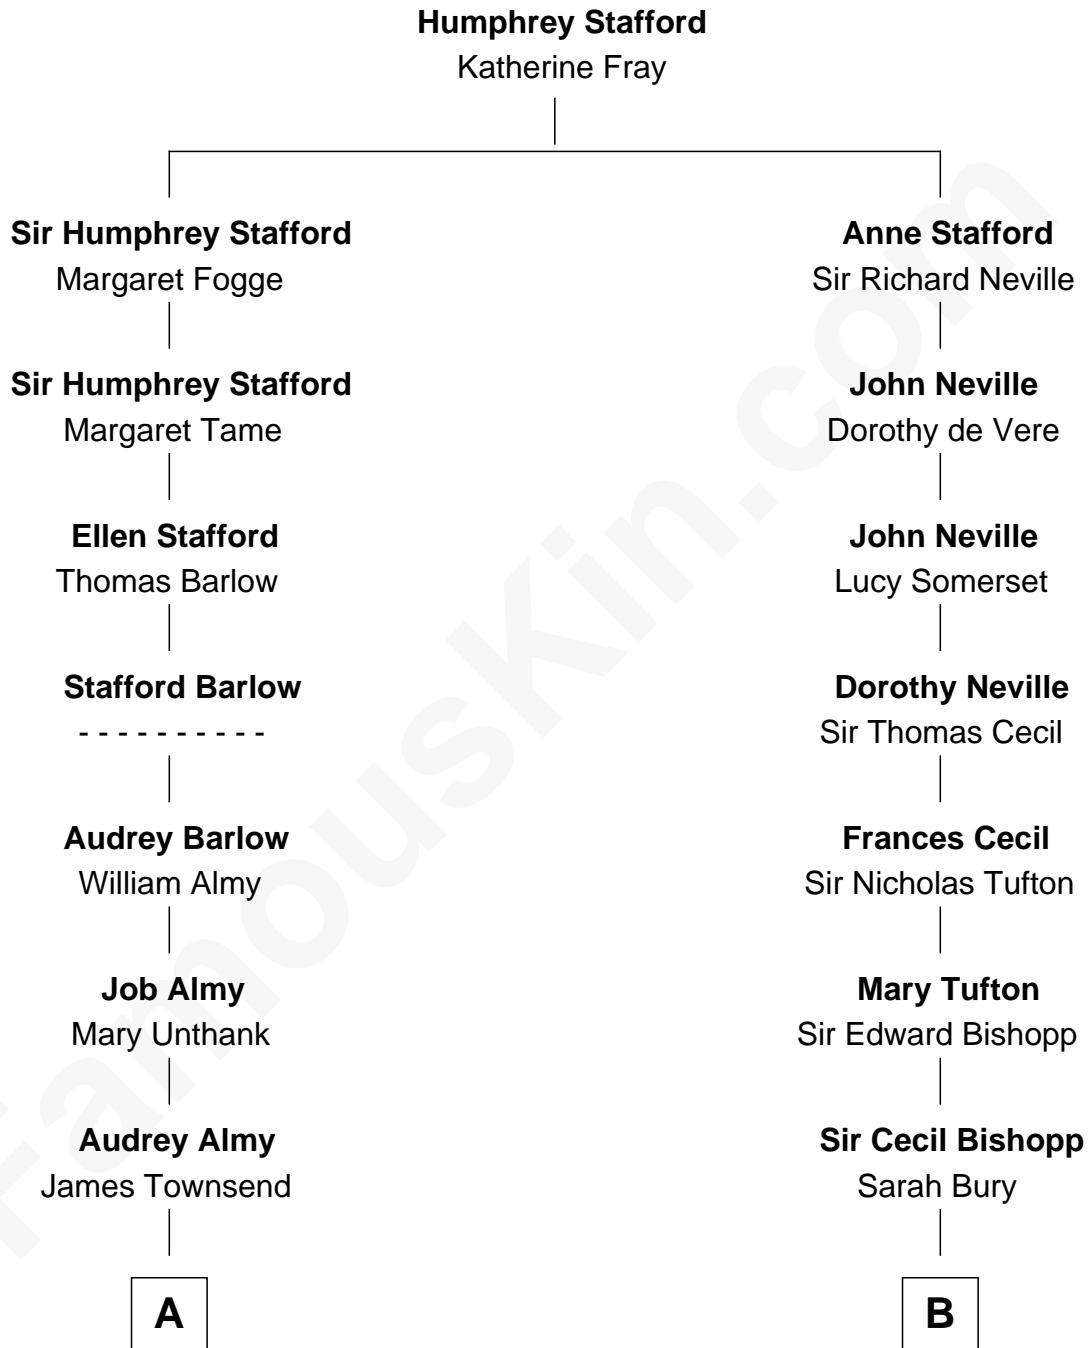 Humphrey Stafford
Katherine Fray
Sir Humphrey Stafford
Margaret Fogge
Sir Humphrey Stafford
Margaret Tame
Ellen Stafford
Thomas Barlow
Stafford Barlow
- - - - - - - - - -
Audrey Barlow
William Almy
Job Almy
Mary Unthank
Audrey Almy
James Townsend
A
Anne Stafford
Sir Richard Neville
John Neville
Dorothy de Vere
John Neville
Lucy Somerset
Dorothy Neville
Sir Thomas Cecil
Frances Cecil
Sir Nicholas Tufton
Mary Tufton
Sir Edward Bishopp
Sir Cecil Bishopp
Sarah Bury
B
FamousKin.com